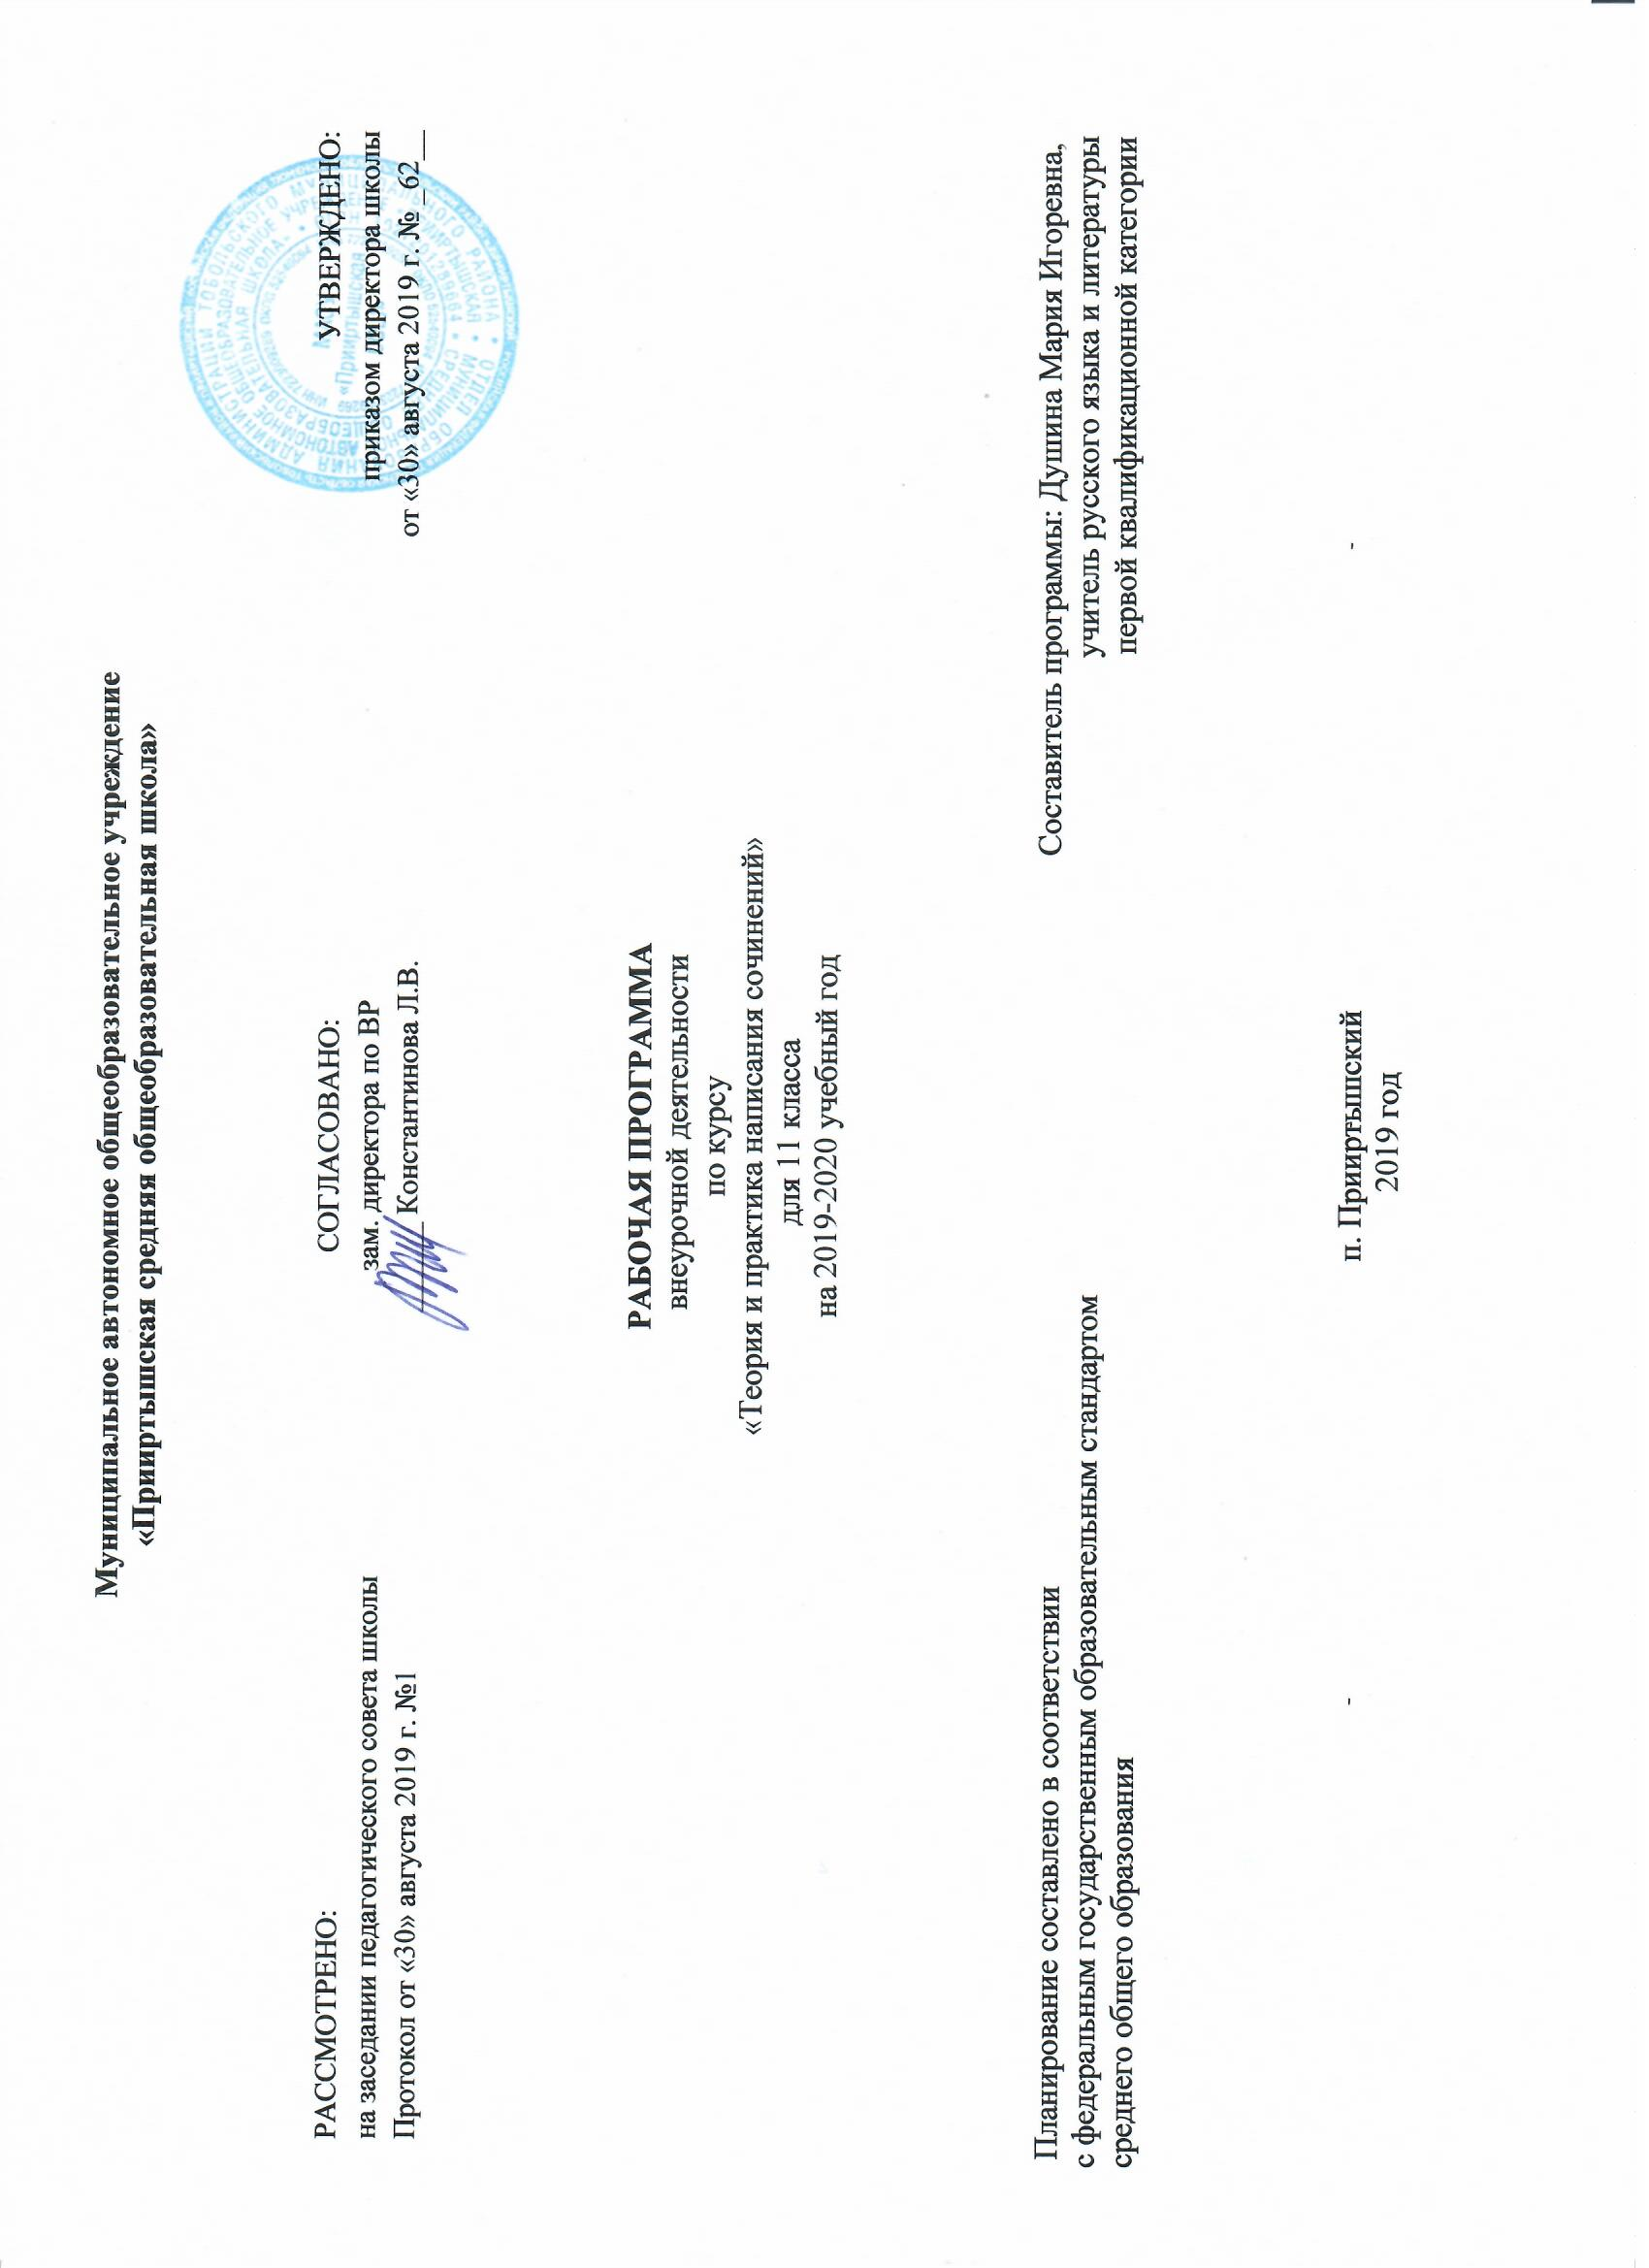 Муниципальное автономное общеобразовательное учреждение
«Прииртышская средняя общеобразовательная школа»
РАССМОТРЕНО:
на заседании педагогического совета школы
Протокол от «30» августа 2019 г. №1
СОГЛАСОВАНО:
зам. директора по ВР
Константинова Л.В.
УТВЕРЖДЕНО:
приказом директора школы
от «30» августа 2019 г. № _62__
РАБОЧАЯ ПРОГРАММА
внеурочной деятельности
по курсу
«Теория и практика написания сочинений»
для 11 класса
на 2019-2020 учебный год
Планирование составлено в соответствии
с федеральным государственным образовательным стандартом
среднего общего образования
Составитель программы: Душина Мария Игоревна,
учитель русского языка и литературы
первой квалификационной категории
п. Прииртышский
2019 год